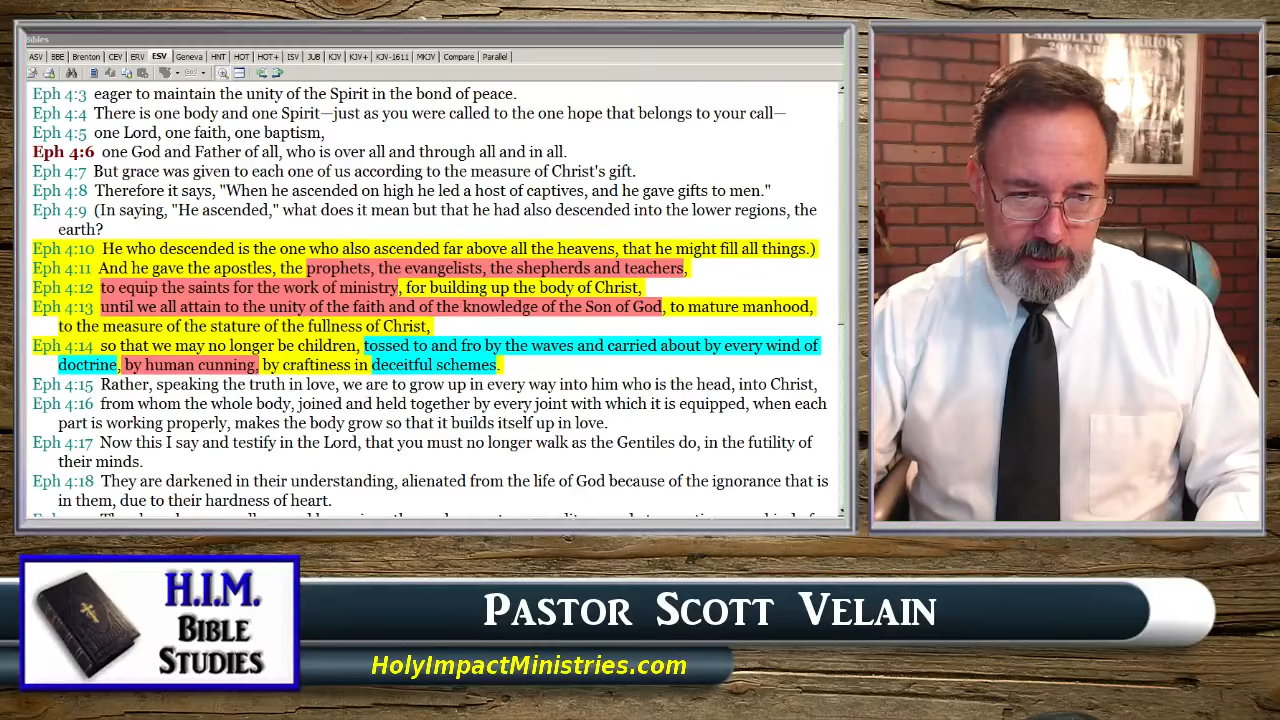 Bibles
ASV BBE Brenton CEV ERV ESV Geneva HNT HOT HOT+ ISV JUB KJV KJV+ KJV-1611 MKJV Compare Parallel
Eph 4:3 eager to maintain the unity of the Spirit in the bond of peace.
Eph 4:4 There is one body and one Spirit—just as you were called to the one hope that belongs to your call—
Eph 4:5 one Lord, one faith, one baptism,
Eph 4:6 one God and Father of all, who is over all and through all and in all.
Eph 4:7 But grace was given to each one of us according to the measure of Christ's gift.
Eph 4:8 Therefore it says, "When he ascended on high he led a host of captives, and he gave gifts to men."
Eph 4:9 (In saying, "He ascended," what does it mean but that he had also descended into the lower regions, the
earth?
Eph 4:10 He who descended is the one who also ascended far above all the heavens, that he might fill all things.)
Eph 4:11 And he gave the apostles, the prophets, the evangelists, the shepherds and teachers,
Eph 4:12 to equip the saints for the work of ministry, for building up the body of Christ,
Eph 4:13 until we all attain to the unity of the faith and of the knowledge of the Son of God, to mature manhood,
to the measure of the stature of the fullness of Christ,
Eph 4:14 so that we may no longer be children, tossed to and fro by the waves and carried about by every wind of
doctrine, by human cunning, by craftiness in deceitful schemes.
Eph 4:15 Rather, speaking the truth in love, we are to grow up in every way into him who is the head, into Christ,
Eph 4:16 from whom the whole body, joined and held together by every joint with which it is equipped, when each
part is working properly, makes the body grow so that it builds itself up in love.
Eph 4:17 Now this I say and testify in the Lord, that you must no longer walk as the Gentiles do, in the futility of
their minds.
Eph 4:18 They are darkened in their understanding, alienated from the life of God because of the ignorance that is
in them, due to their hardness of heart.
CARROLLTON WARRIORS
H.I.M.
BIBLE
STUDIES
PASTOR SCOTT VELAIN
HolyImpactMinistries.com